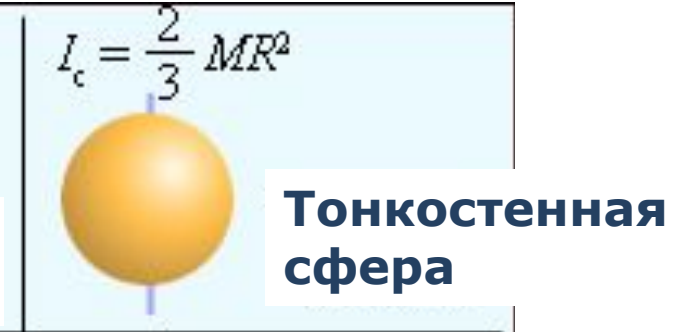 I_c = 2/3 MR²
Тонкостенная
сфера